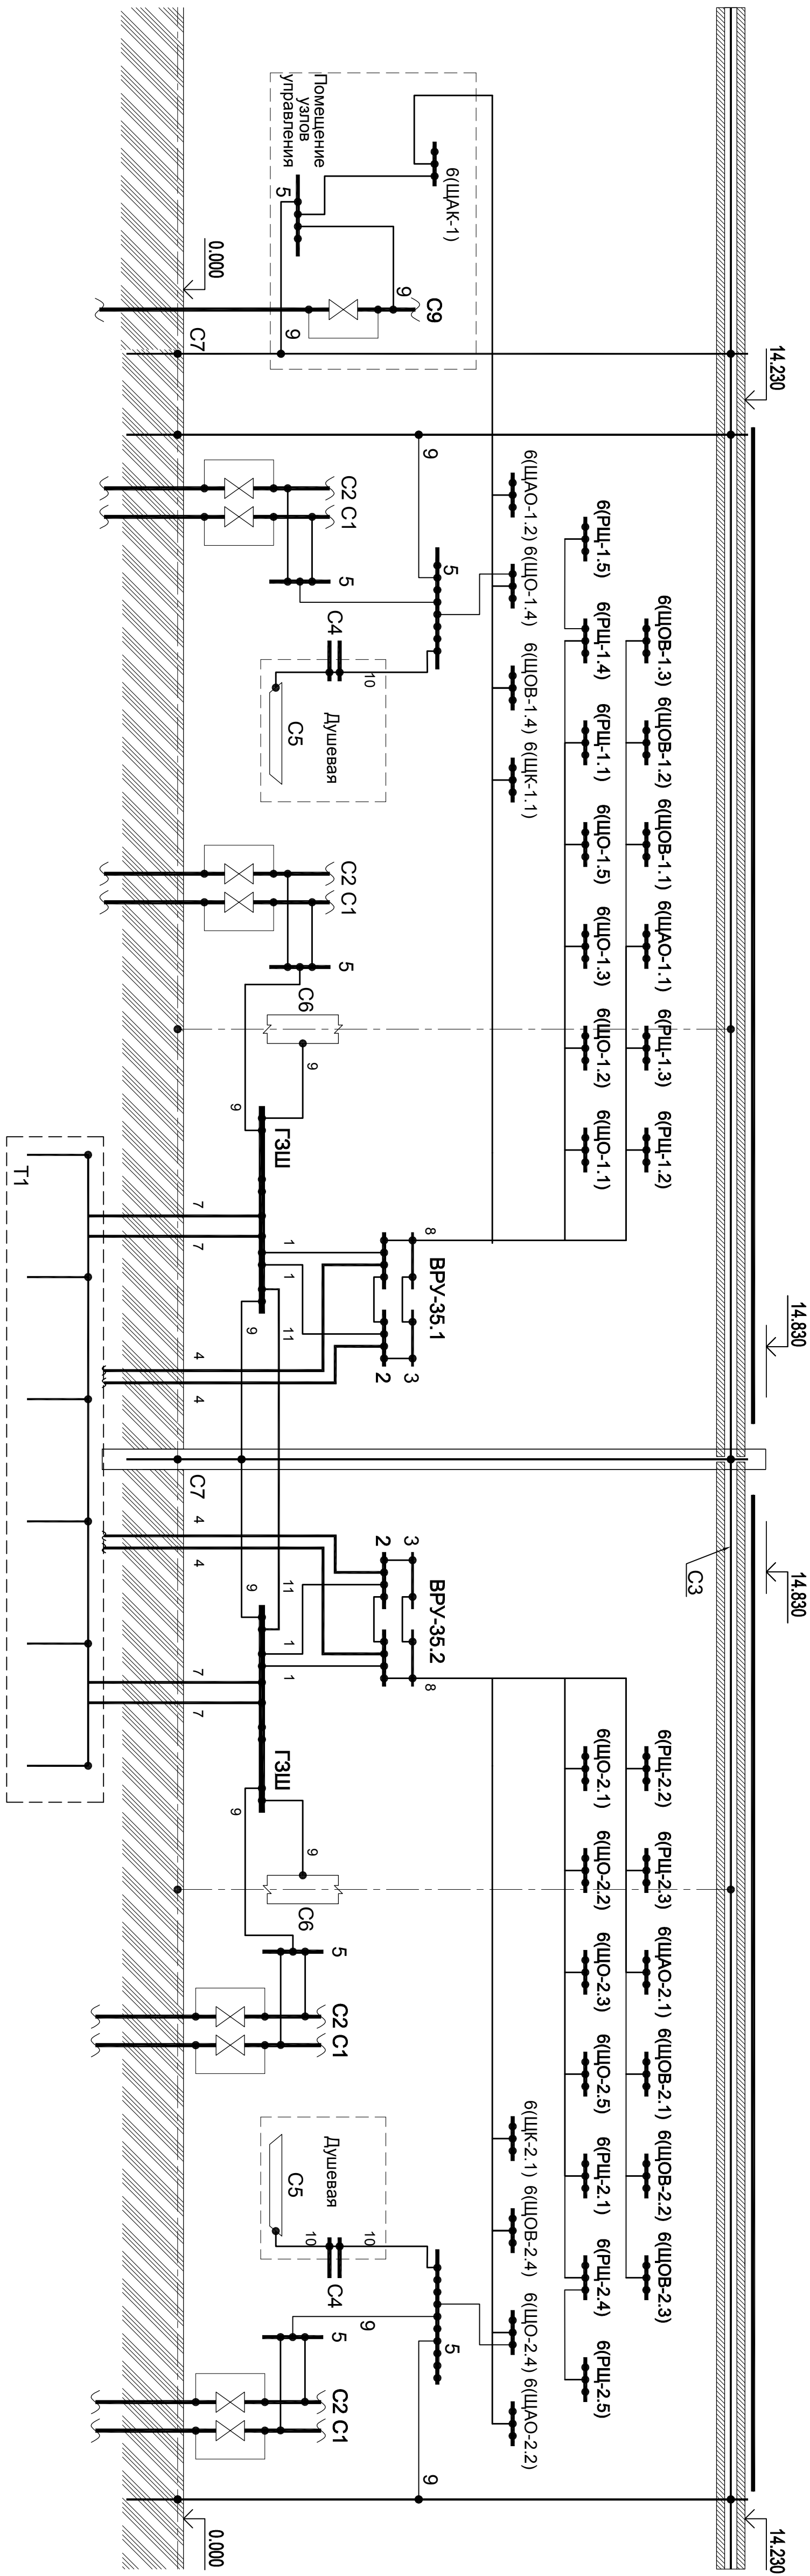 14.230
14.830
14.830
14.230
С3
6(ЩОВ-1.3)
6(ЩОВ-1.2)
6(ЩОВ-1.1)
6(ЩАО-1.1)
6(РЩ-1.3)
6(РЩ-1.2)
6(РЩ-2.2)
6(РЩ-2.3)
6(ЩАО-2.1)
6(ЩОВ-2.1)
6(ЩОВ-2.2)
6(ЩОВ-2.3)
6(РЩ-1.5)
6(РЩ-1.4)
6(РЩ-1.1)
6(ЩО-1.5)
6(ЩО-1.3)
6(ЩО-1.2)
6(ЩО-1.1)
6(ЩО-2.1)
6(ЩО-2.2)
6(ЩО-2.3)
6(ЩО-2.5)
6(РЩ-2.1)
6(РЩ-2.4)
6(РЩ-2.5)
6(ЩАО-1.2)
6(ЩО-1.4)
6(ЩОВ-1.4)
6(ЩК-1.1)
6(ЩК-2.1)
6(ЩОВ-2.4)
6(ЩО-2.4)
6(ЩАО-2.2)
6(ЩАК-1)
Помещение
узлов
управления
5
9
С9
9
С7
0.000
9
5
С2 С1
5
С4
10
Душевая
С5
С2 С1
5
С6
9
9
ГЗШ
7
7
1
1
11
9
8
ВРУ-35.1
3
2
4
4
Т1
С7
4
4
3
2
ВРУ-35.2
8
11
9
1
1
7
7
ГЗШ
9
9
С6
5
С2 С1
Душевая
С5
10
10
С4
5
9
5
С2 С1
9
0.000